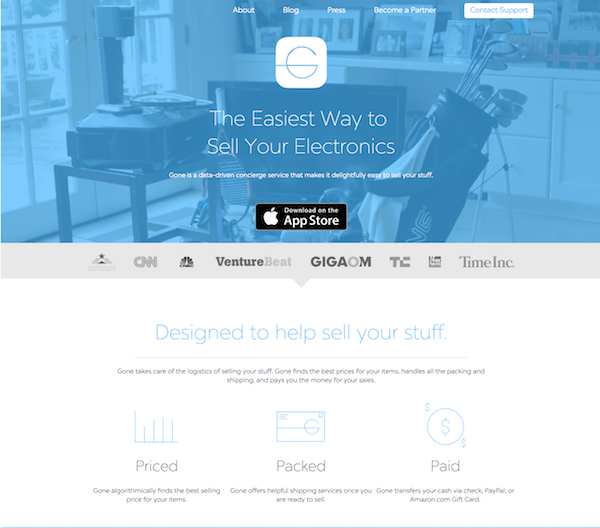 About Blog Press Become a Partner Contact Support
G
The Easiest Way to
Sell Your Electronics
Gone is a data-driven concierge service that makes it delightfully easy to sell your stuff.
Download on the
App Store
CNN VentureBeat GIGAOM TC Time Inc.
Designed to help sell your stuff.
Gone takes care of the logistics of selling your stuff. Gone finds the best prices for your items, handles all the packing and
shipping, and pays you the money for your sales.
G
$ $ $
Priced Packed Paid
Gone algorithmically finds the best selling
price for your items.
Gone offers helpful shipping services once you
are ready to sell.
Gone transfers your cash via check, PayPal, or
Amazon.com Gift Card.